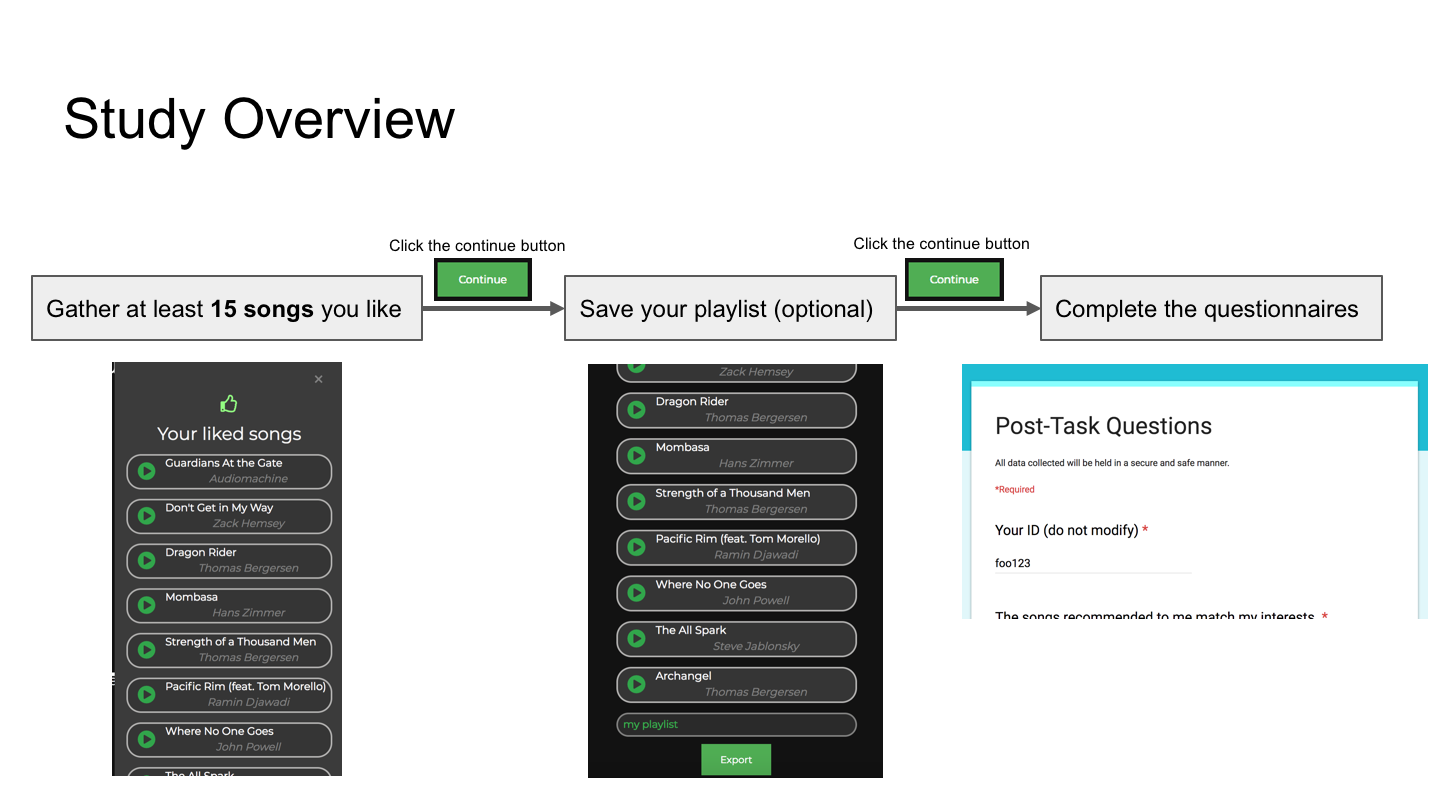 Study Overview
Click the continue button
Continue
Click the continue button
Continue
Gather at least 15 songs you like
Save your playlist (optional)
Complete the questionnaires
Your liked songs
Guardians At the Gate
Audiomachine
Don't Get in My Way
Zack Hemsey
Dragon Rider
Thomas Bergersen
Mombasa
Hans Zimmer
Strength of a Thousand Men
Thomas Bergersen
Pacific Rim (feat. Tom Morello)
Ramin Djawadi
Where No One Goes
John Powell
The All Spark
Zack Hemsey
Dragon Rider
Thomas Bergersen
Mombasa
Hans Zimmer
Strength of a Thousand Men
Thomas Bergersen
Pacific Rim (feat. Tom Morello)
Ramin Djawadi
Where No One Goes
John Powell
The All Spark
Steve Jablonsky
Archangel
Thomas Bergersen
my playlist
Export
Post-Task Questions
All data collected will be held in a secure and safe manner.
*Required
Your ID (do not modify) *
foo123
The songs recommended to me match my interests. *